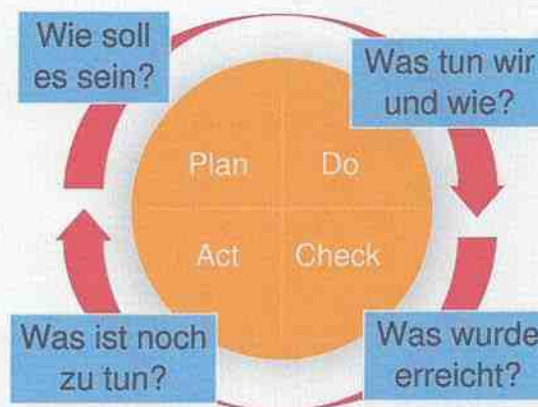 Wie soll
es sein?
Was tun wir
und wie?
Plan
Do
Act
Check
Was ist noch
zu tun?
Was wurde
erreicht?